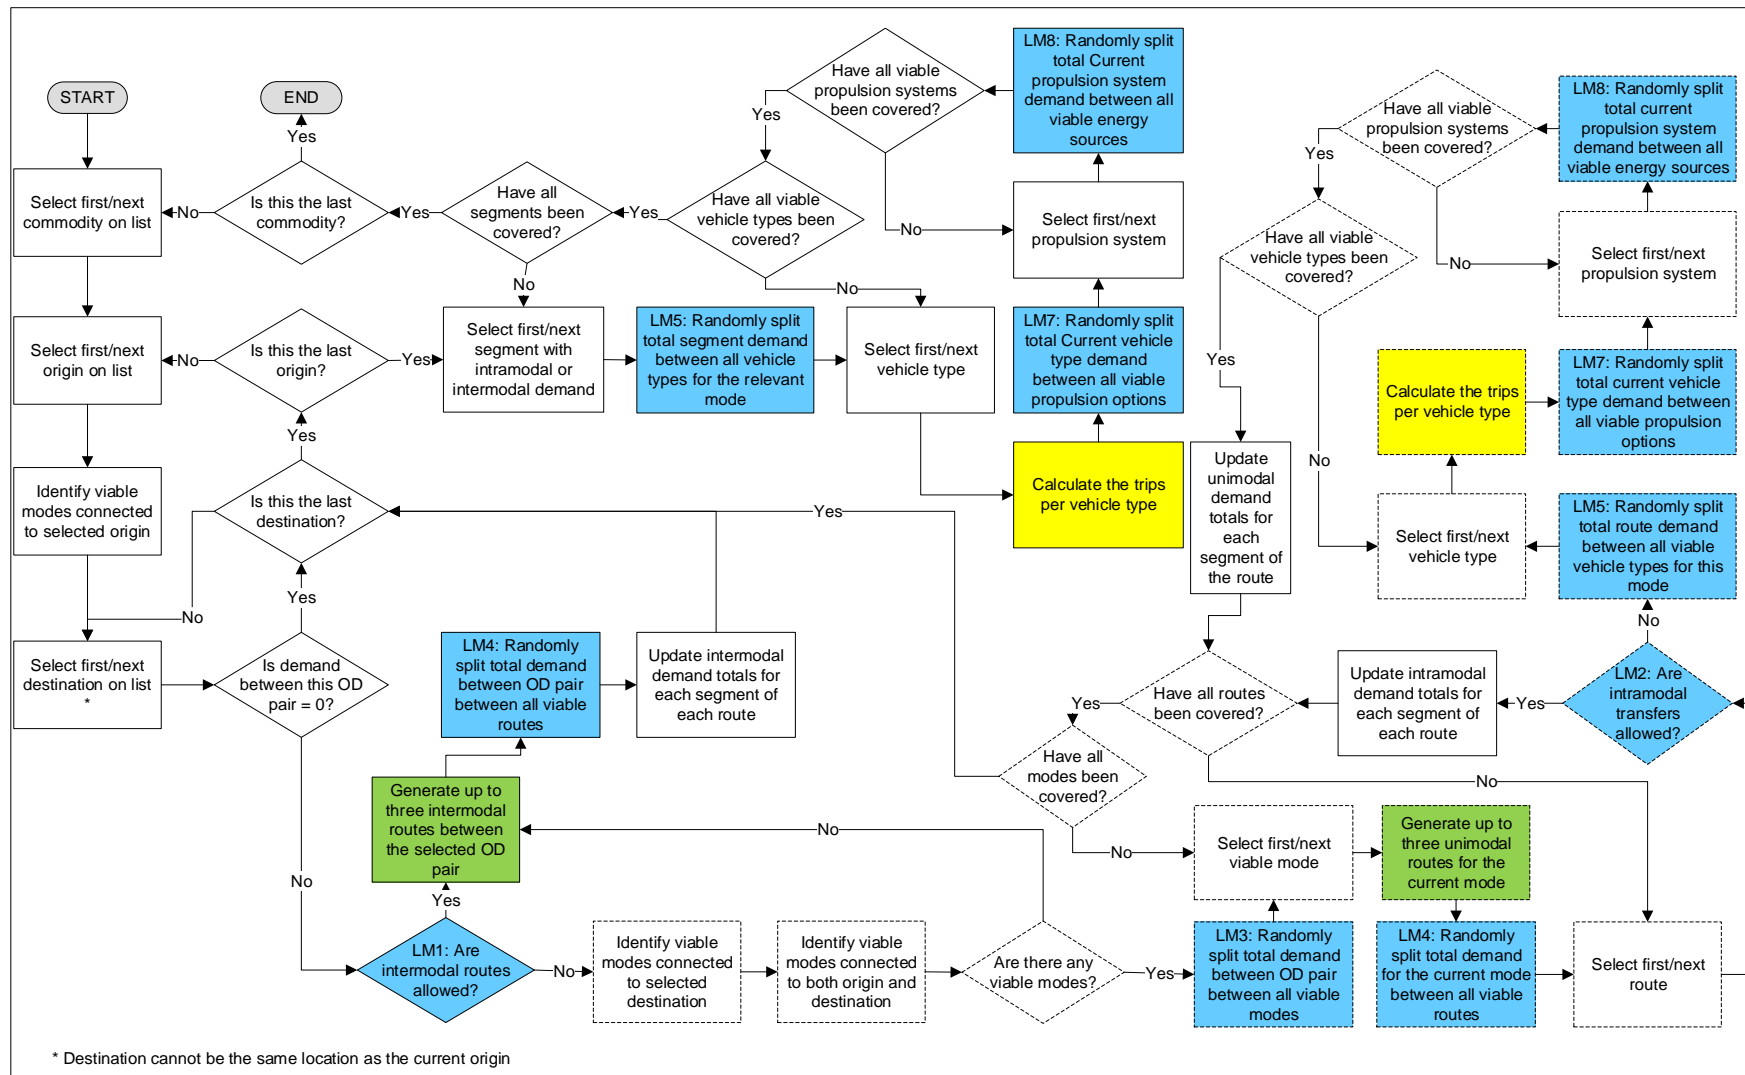 START
END
Yes
Select first/next
commodity on list
No
Is this the last
commodity?
Yes
Have all
segments been
covered?
Yes
Have all viable
vehicle types been
covered?
Yes
Have all viable
propulsion systems
been covered?
No
LM8: Randomly split
total Current
propulsion system
demand between all
viable energy
sources
Select first/next
propulsion system
No
No
Select first/next
origin on list
No
Is this the last
origin?
Yes
Select first/next
segment with
intramodal or
intermodal demand
LM5: Randomly split
total segment demand
between all vehicle
types for the relevant
mode
Select first/next
vehicle type
LM7: Randomly split
total Current vehicle
type demand
between all viable
propulsion options
Calculate the trips
per vehicle type
Yes
Identify viable
modes connected
to selected origin
Is this the last
destination?
Yes
No
Yes
Select first/next
destination on list
*
Is demand
between this OD
pair = 0?
No
LM4: Randomly
split total demand
between OD pair
between all viable
routes
Update intermodal
demand totals for
each segment of
each route
Generate up to
three intermodal
routes between
the selected OD
pair
Yes
No
LM1: Are
intermodal routes
allowed?
No
Identify viable
modes connected
to selected
destination
Identify viable
modes connected
to both origin and
destination
Are there any
viable modes?
Yes
LM3: Randomly
split total demand
between OD pair
between all viable
modes
Select first/next
viable mode
Generate up to
three unimodal
routes for the
current mode
LM4: Randomly
split total demand
for the current mode
between all viable
routes
Select first/next
route
Have all
modes been
covered?
No
Yes
Have all routes
been covered?
No
Update intramodal
demand totals for
each segment of
each route
Yes
LM2: Are
intramodal
transfers
allowed?
No
LM5: Randomly split
total route demand
between all viable
vehicle types for this
mode
Select first/next
vehicle type
Calculate the trips
per vehicle type
LM7: Randomly split
total current vehicle
type demand between
all viable propulsion
options
Select first/next
propulsion system
LM8: Randomly split
total current
propulsion system
demand between all
viable energy sources
Have all viable
propulsion systems
been covered?
No
Yes
Have all viable
vehicle types been
covered?
No
Yes
Update
unimodal
demand
totals for
each
segment of
the route
* Destination cannot be the same location as the current origin